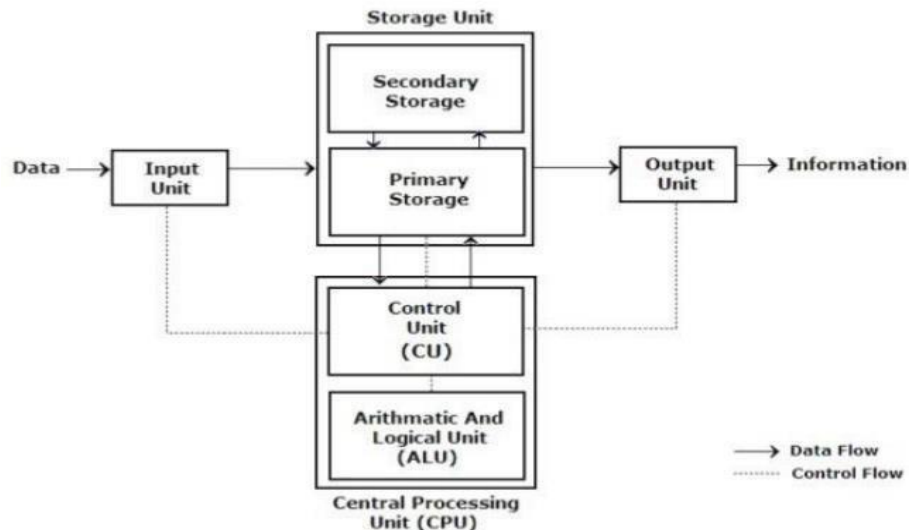 Storage Unit
Secondary
Storage
Data
Input
Unit
Primary
Storage
Output
Unit
Information
Control
Unit
(CU)
Arithmatic And
Logical Unit
(ALU)
Data Flow
Control Flow
Central Processing
Unit (CPU)